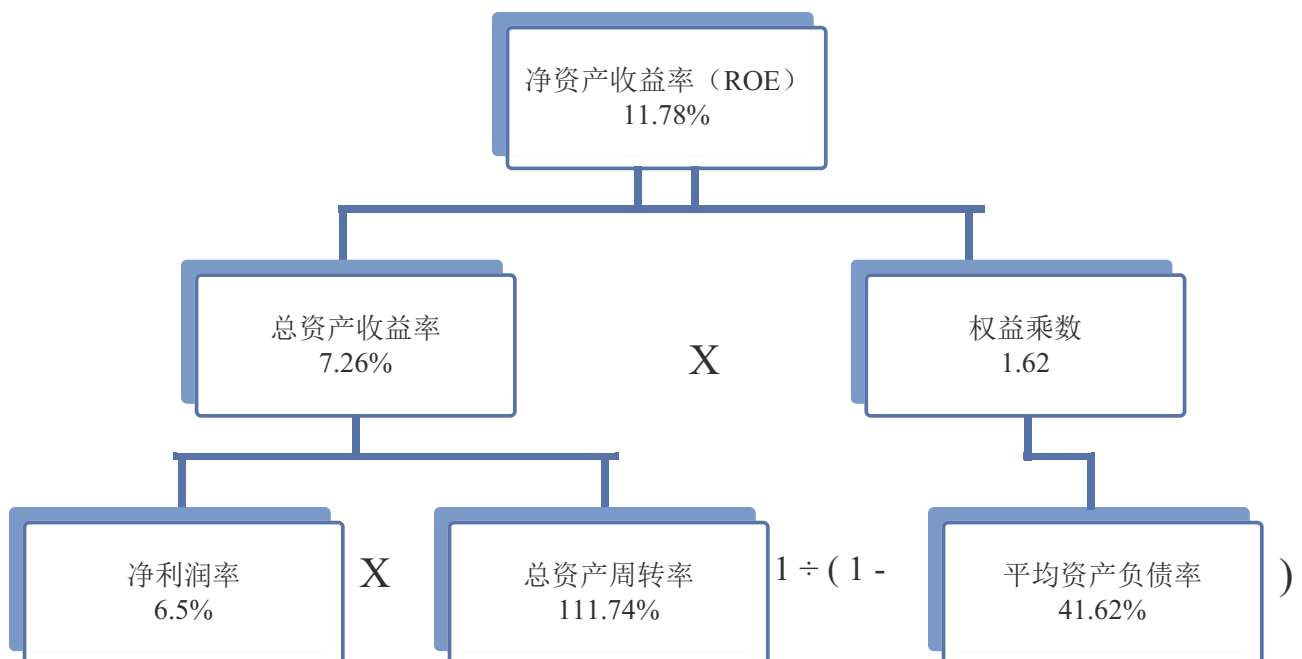 净资产收益率（ROE）
11.78%
总资产收益率
7.26%
X
权益乘数
1.62
净利润率
6.5%
X
总资产周转率
111.74%
1 ÷ ( 1 -
平均资产负债率
41.62%
)